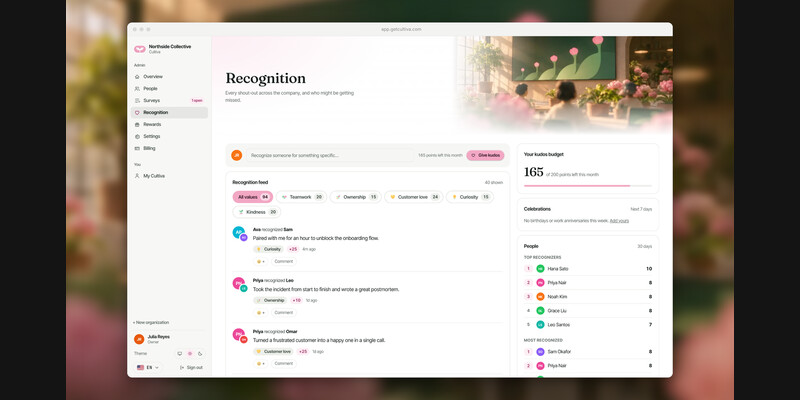 app.getcultiva.com
Northside Collective
Cultiva
Admin
Overview
People
Surveys
1 open
Recognition
Rewards
Settings
Billing
You
My Cultiva
+ New organization
Julia Reyes
Owner
Theme
EN
Sign out
Recognition
Every shout-out across the company, and who might be getting
missed.
JR
Recognize someone for something specific...
165 points left this month
Give kudos
Recognition feed
40 shown
All values 94
Teamwork 20
Ownership 15
Customer love 24
Curiosity 15
Kindness 20
Ava recognized Sam
Paired with me for an hour to unblock the onboarding flow.
Curiosity +25 4m ago
Comment
Priya recognized Leo
Took the incident from start to finish and wrote a great postmortem.
Ownership +10 1h ago
Comment
Priya recognized Omar
Turned a frustrated customer into a happy one in a single call.
Customer love +25 1d ago
Comment
Your kudos budget
165 of 200 points left this month
Celebrations
Next 7 days
No birthdays or work anniversaries this week. Add yours
People
30 days
TOP RECOGNIZERS
1 Hana Sato 10
2 Priya Nair 8
3 Noah Kim 8
4 Grace Liu 8
5 Leo Santos 7
MOST RECOGNIZED
1 Sam Okafor 8
2 Priya Nair 8